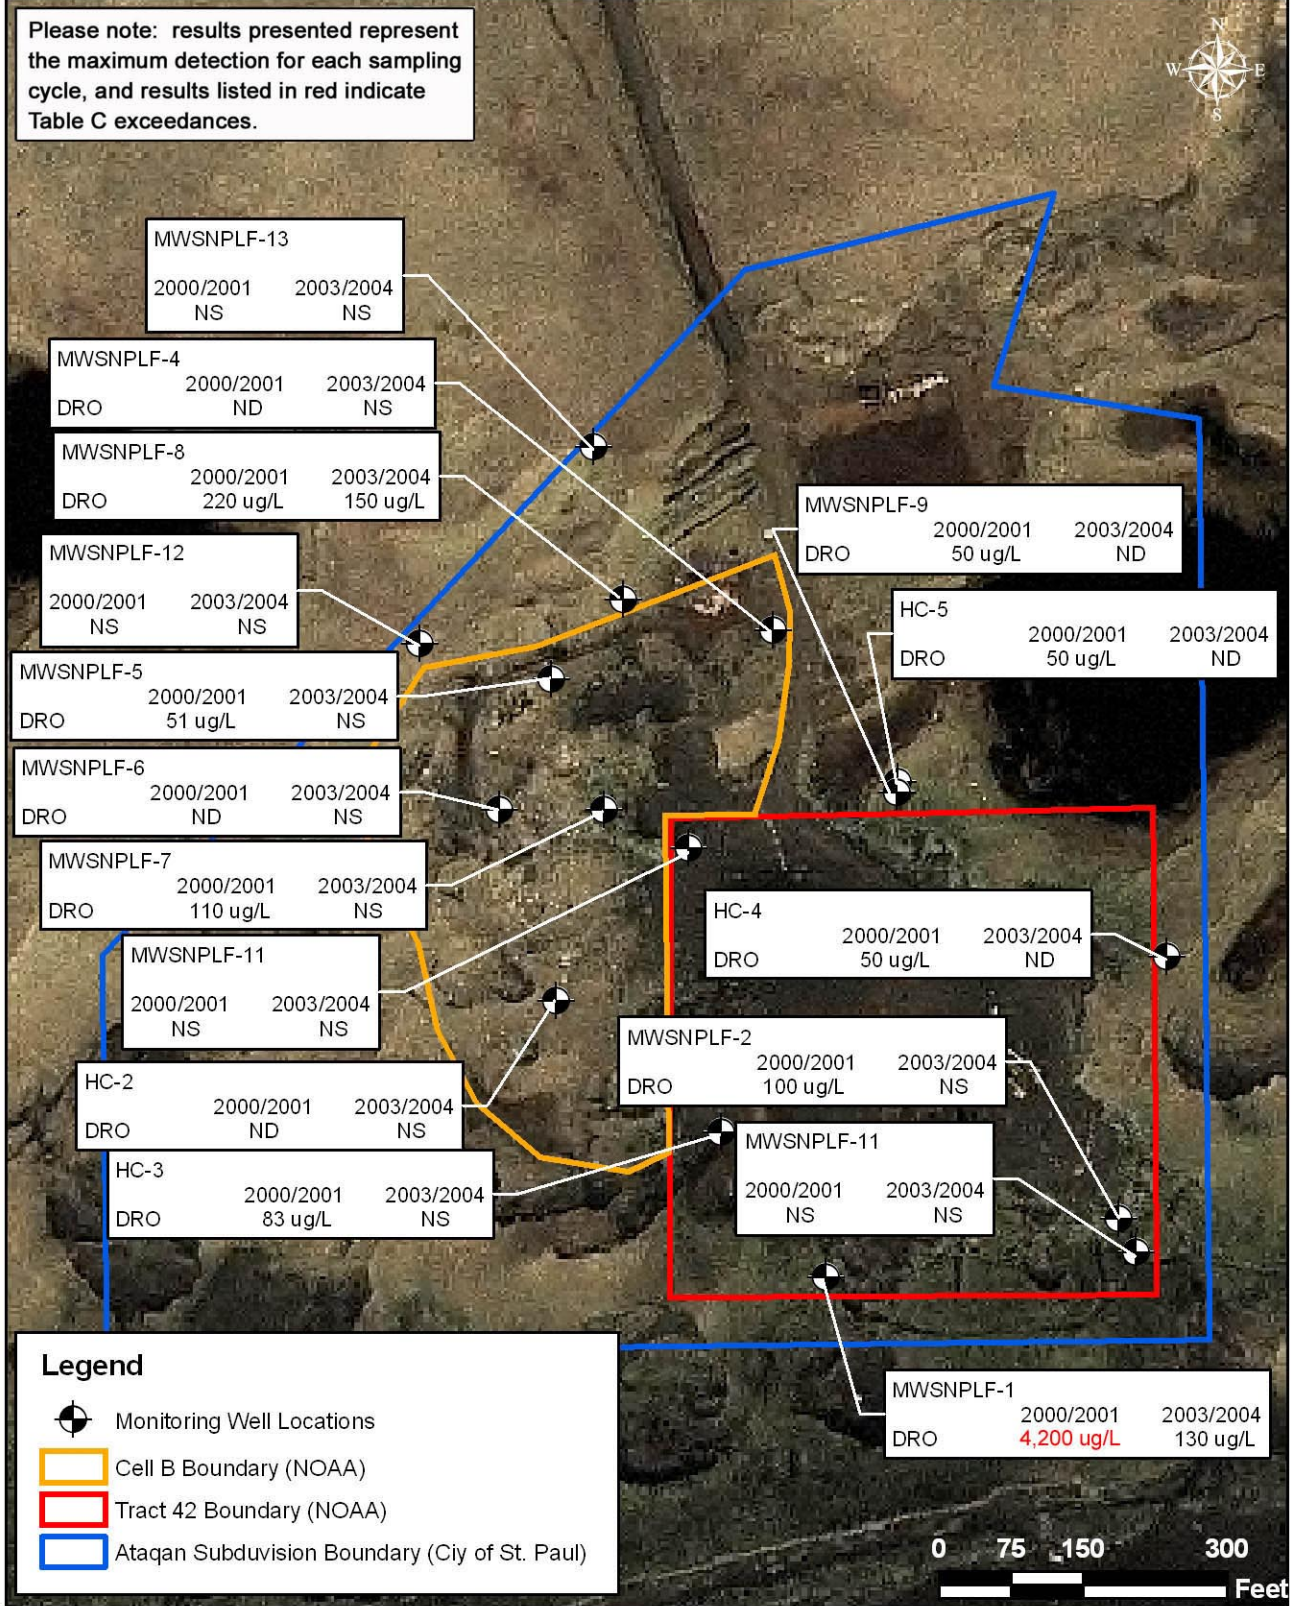 Please note: results presented represent
the maximum detection for each sampling
cycle, and results listed in red indicate
Table C exceedances.
N
W E
S
MWSNPLF-13
2000/2001 2003/2004
NS NS
MWSNPLF-4
2000/2001 2003/2004
DRO ND NS
MWSNPLF-8
2000/2001 2003/2004
DRO 220 ug/L 150 ug/L
MWSNPLF-9
2000/2001 2003/2004
DRO 50 ug/L ND
MWSNPLF-12
2000/2001 2003/2004
NS NS
HC-5
2000/2001 2003/2004
DRO 50 ug/L ND
MWSNPLF-5
2000/2001 2003/2004
DRO 51 ug/L NS
MWSNPLF-6
2000/2001 2003/2004
DRO ND NS
MWSNPLF-7
2000/2001 2003/2004
DRO 110 ug/L NS
HC-4
2000/2001 2003/2004
DRO 50 ug/L ND
MWSNPLF-11
2000/2001 2003/2004
NS NS
MWSNPLF-2
2000/2001 2003/2004
DRO 100 ug/L NS
HC-2
2000/2001 2003/2004
DRO ND NS
MWSNPLF-11
2000/2001 2003/2004
NS NS
HC-3
2000/2001 2003/2004
DRO 83 ug/L NS
MWSNPLF-1
2000/2001 2003/2004
DRO 4,200 ug/L 130 ug/L
Legend
Monitoring Well Locations
Cell B Boundary (NOAA)
Tract 42 Boundary (NOAA)
Ataqan Subduvision Boundary (Ciy of St. Paul)
0 75 150 300
Feet